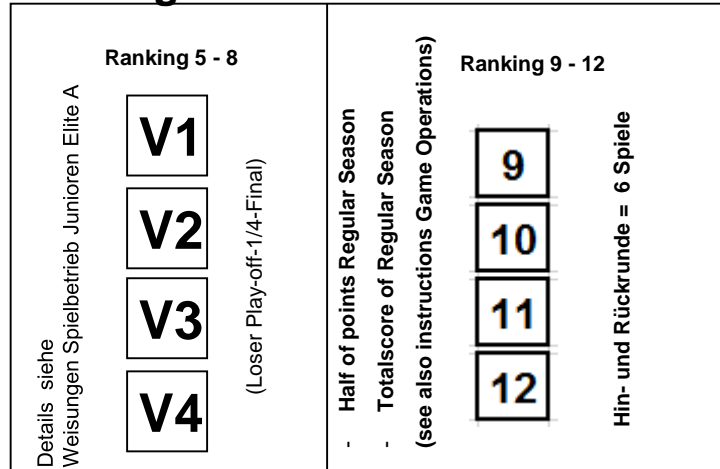 g
Ranking 5 - 8
Details siehe
Weisungen Spielbetrieb Junioren Elite A
V1
V2
V3
V4
(Loser Play-off-1/4-Final)
Ranking 9 - 12
- Half of points Regular Season
- Totalscore of Regular Season
(see also instructions Game Operations)
9
10
11
12
Hin- und Rückrunde = 6 Spiele